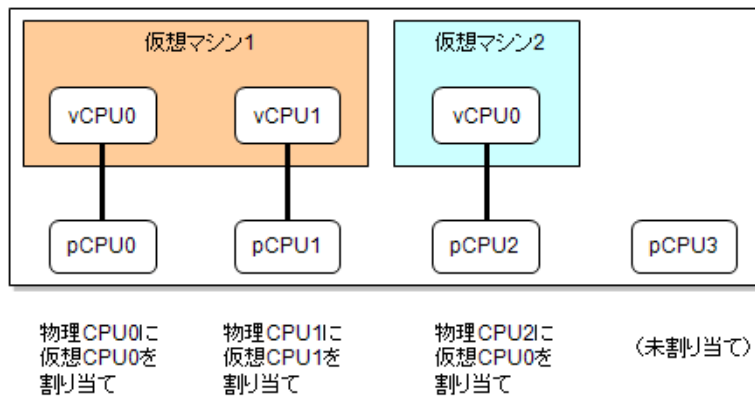 仮想マシン1
仮想マシン2
vCPU0
vCPU1
vCPU0
pCPU0
pCPU1
pCPU2
pCPU3
物理CPU0に
仮想CPU0を
割り当て
物理CPU1に
仮想CPU1を
割り当て
物理CPU2に
仮想CPU0を
割り当て
(未割り当て)